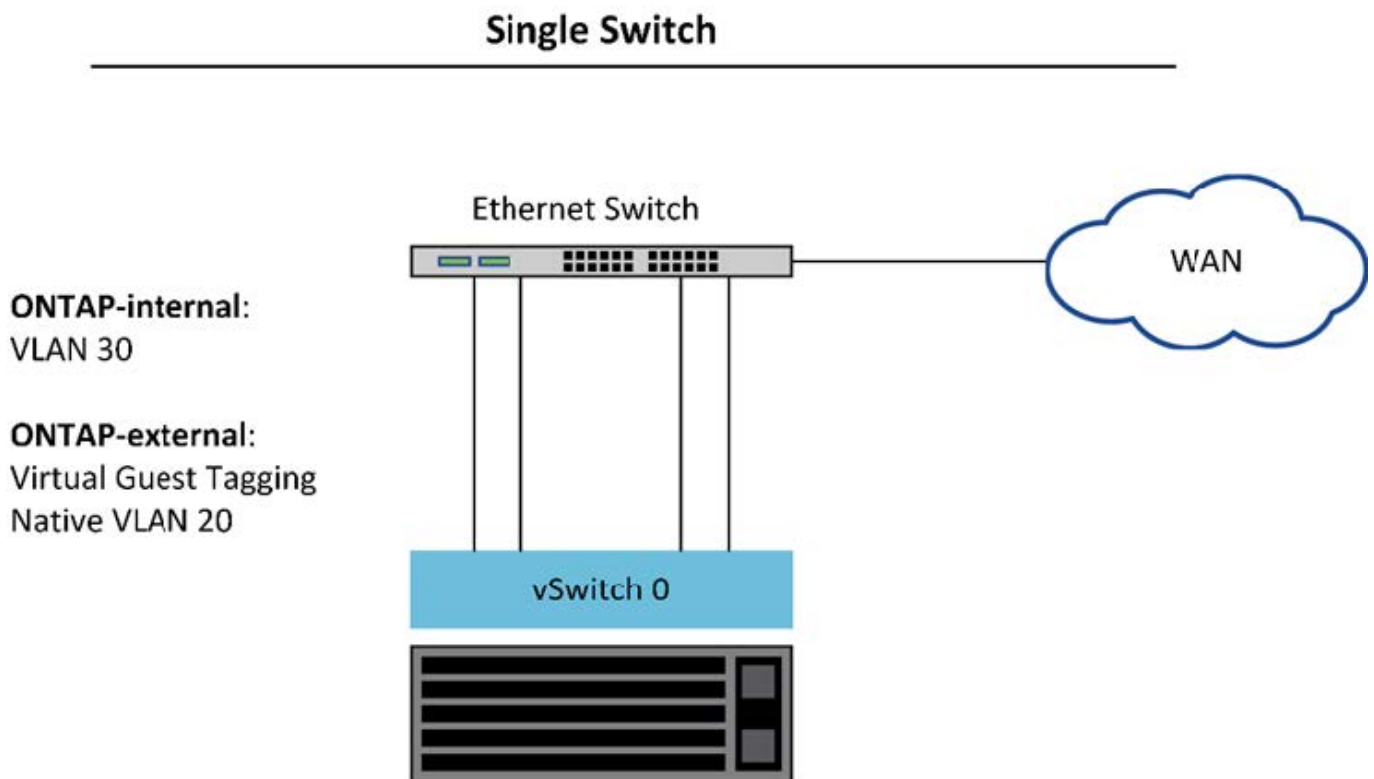 Single Switch
Ethernet Switch
WAN
ONTAP-internal:
VLAN 30
ONTAP-external:
Virtual Guest Tagging
Native VLAN 20
vSwitch 0